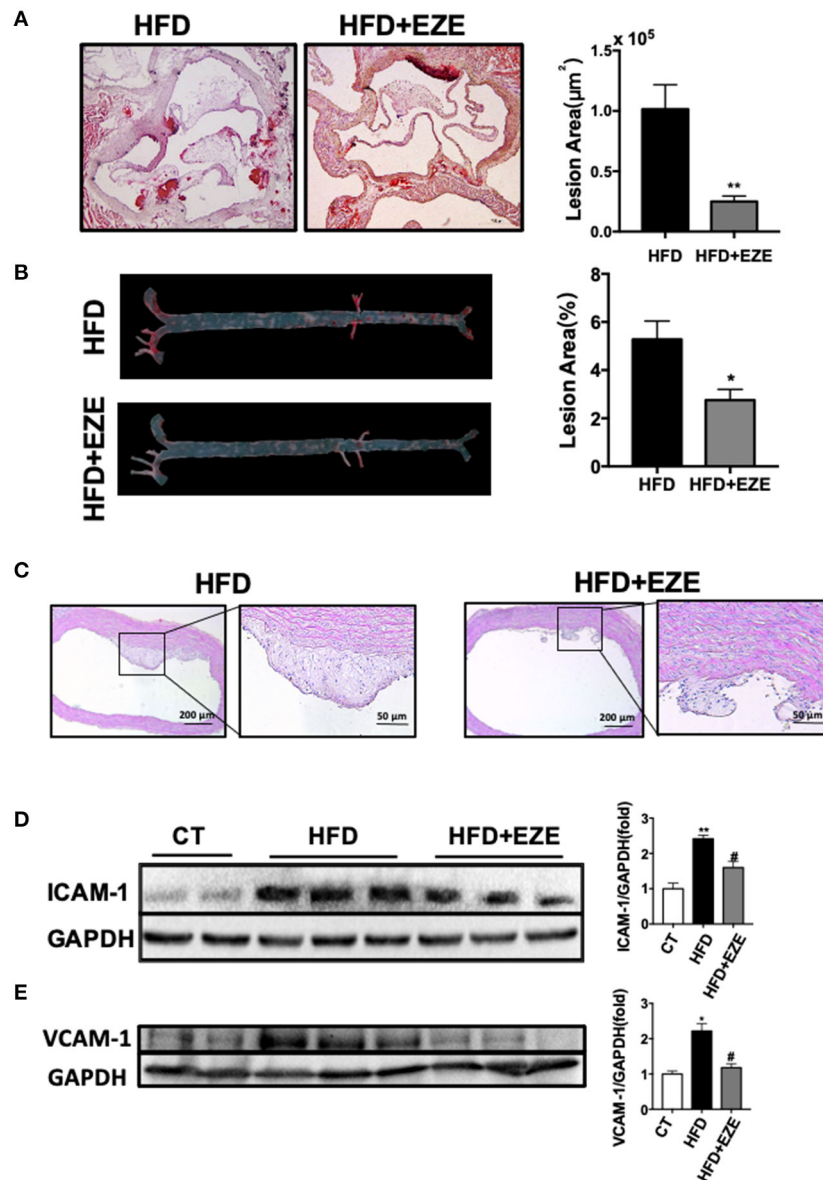 A
HFD
HFD+EZE
x 10⁵
Lesion Area(μm²)
1.5
1.0
0.5
0.0
**
HFD
HFD+EZE
B
HFD
HFD+EZE
Lesion Area(%)
8
6
4
2
0
*
HFD
HFD+EZE
C
HFD
HFD+EZE
200 μm
50 μm
200 μm
50 μm
D
CT
HFD
HFD+EZE
ICAM-1
GAPDH
ICAM-1/GAPDH(fold)
3
2
1
0
**
#
CT
HFD
HFD+EZE
E
VCAM-1
GAPDH
VCAM-1/GAPDH(fold)
3
2
1
0
*
#
CT
HFD
HFD+EZE